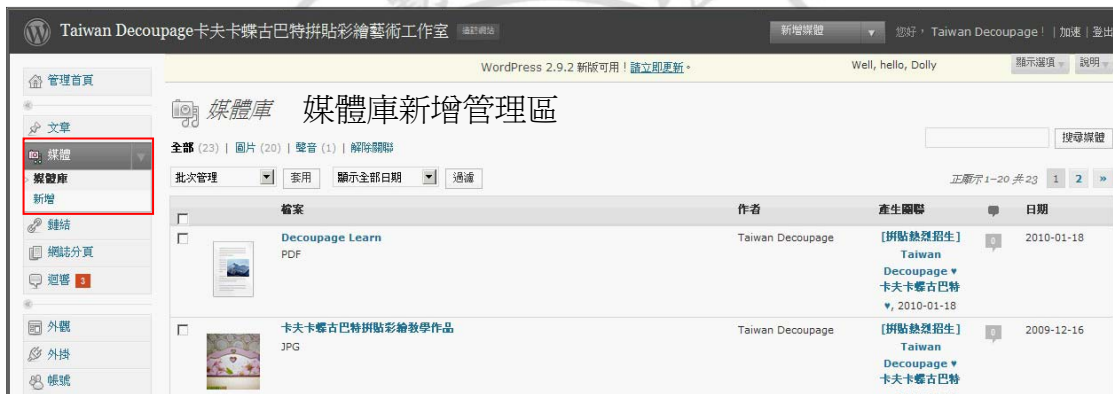 Taiwan Decoupage卡夫卡蝶古巴特拼貼彩繪藝術工作室 造訪網站
新增媒體
您好，Taiwan Decoupage！ | 加速 | 登出
WordPress 2.9.2 新版可用！請立即更新。
Well, hello, Dolly
顯示選項
說明
管理首頁
文章
媒體
媒體庫
新增
鏈結
網誌分頁
迴響 3
外觀
外掛
帳號
媒體庫 媒體庫新增管理區
搜尋媒體
全部 (23) | 圖片 (20) | 聲音 (1) | 解除關聯
批次管理 套用 顯示全部日期 過濾
正顯示 1-20 共 23 1 2 »
檔案 作者 產生關聯 日期
Decoupage Learn
PDF
Taiwan Decoupage
[拼貼熱烈招生]
Taiwan
Decoupage ♥
卡夫卡蝶古巴特
♥, 2010-01-18
0
2010-01-18
卡夫卡蝶古巴特拼貼彩繪教學作品
JPG
Taiwan Decoupage
[拼貼熱烈招生]
Taiwan
Decoupage ♥
卡夫卡蝶古巴特
0
2009-12-16